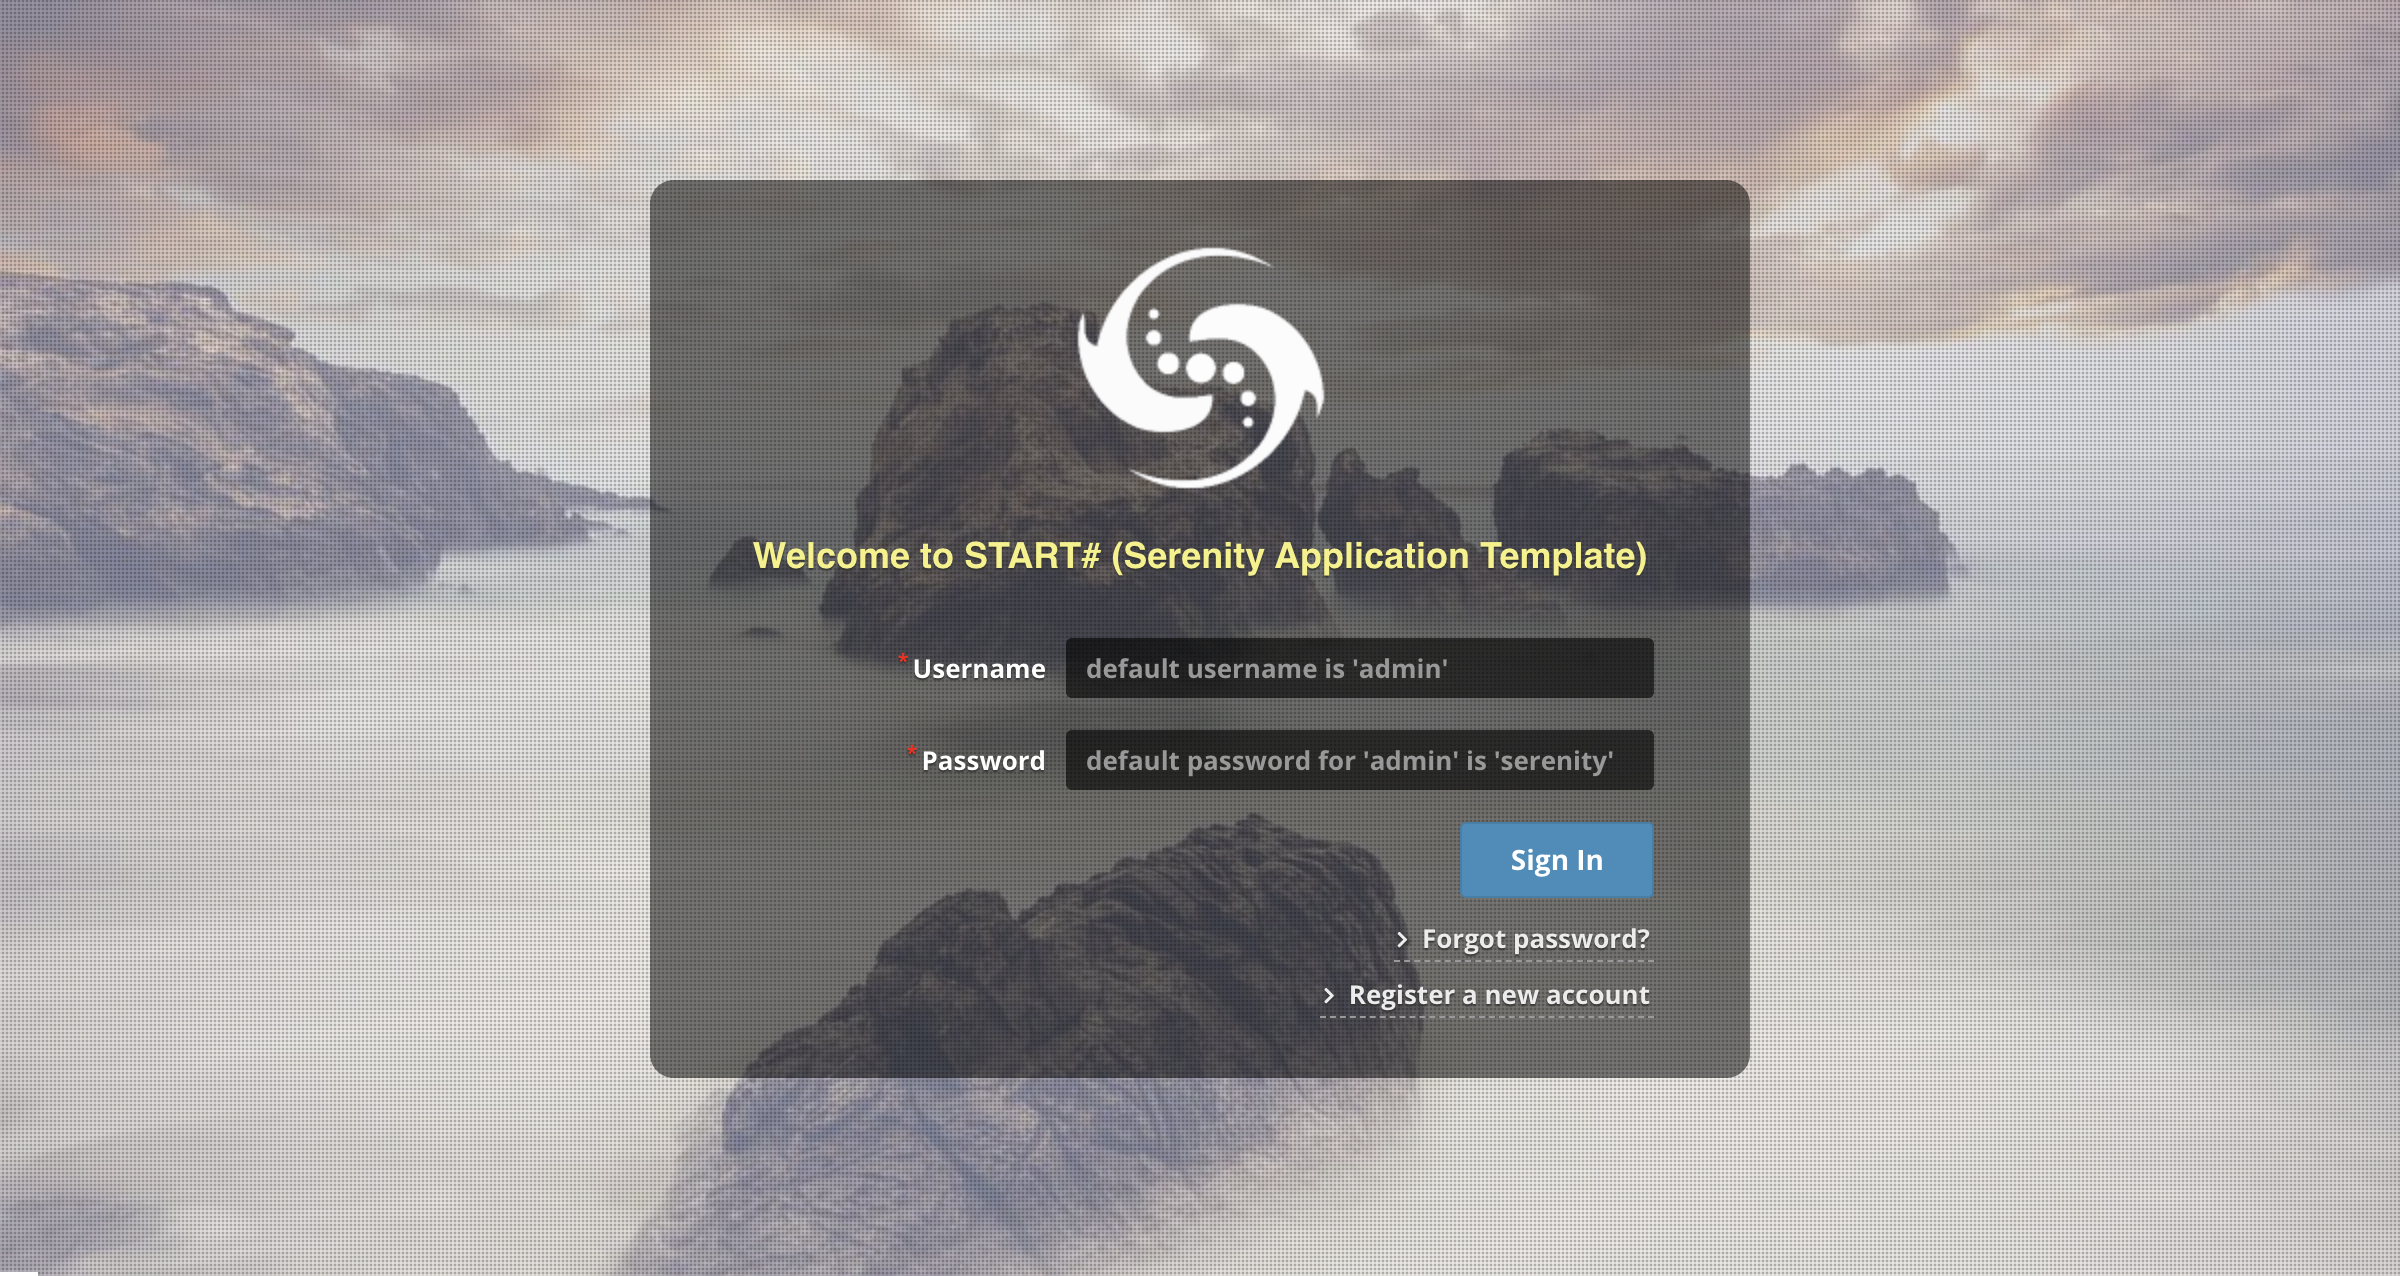 Welcome to START# (Serenity Application Template)
* Username
default username is 'admin'
* Password
default password for 'admin' is 'serenity'
Sign In
Forgot password?
Register a new account